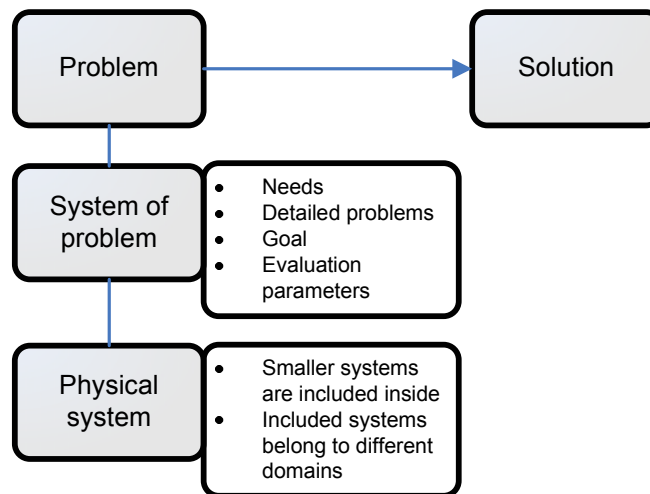 Problem
Solution
System of
problem
• Needs
• Detailed problems
• Goal
• Evaluation
parameters
Physical
system
• Smaller systems
are included inside
• Included systems
belong to different
domains